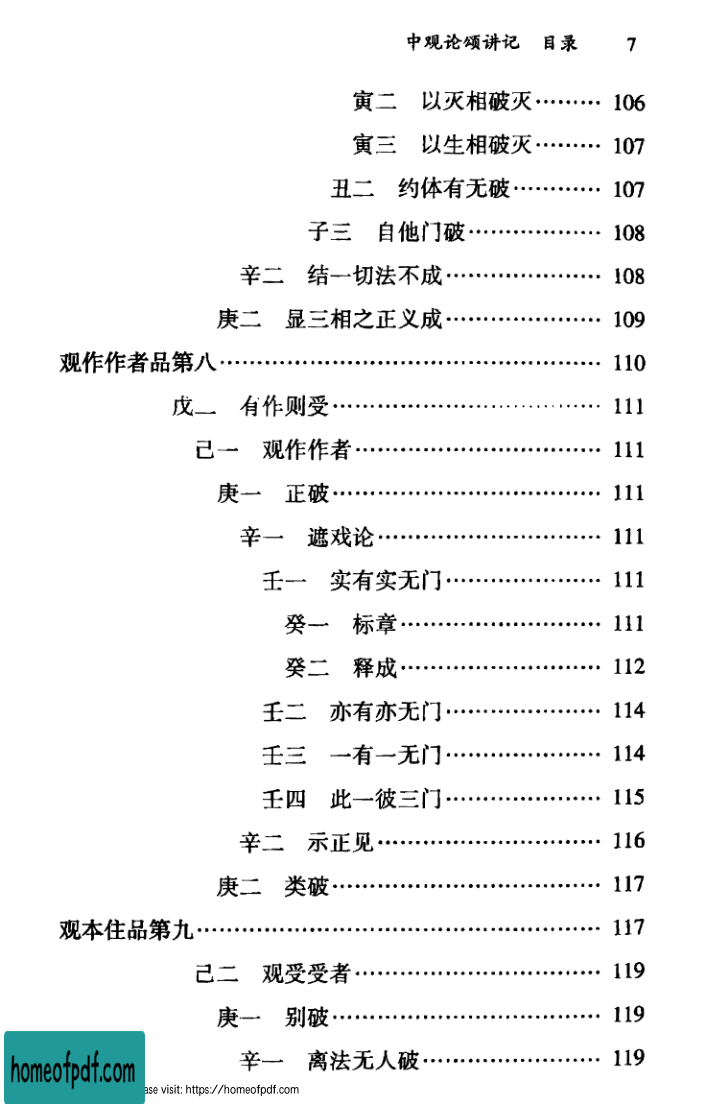 中观论颂讲记 目录 7
寅二 以灭相破灭……… 106
寅三 以生相破灭……… 107
丑二 约体有无破………… 107
子三 自他门破……………… 108
辛二 结一切法不成………………… 108
庚二 显三相之正义成………………… 109
观作作者品第八………………………………………… 110
戊二 有作则受…………………………… 111
己一 观作作者…………………………… 111
庚一 正破……………………………… 111
辛一 遮戏论………………………… 111
壬一 实有实无门………………… 111
癸一 标章……………………… 111
癸二 释成……………………… 112
壬二 亦有亦无门………………… 114
壬三 一有一无门………………… 114
壬四 此一彼三门………………… 115
辛二 示正见………………………… 116
庚二 类破……………………………… 117
观本住品第九…………………………………………… 117
己二 观受受者…………………………… 119
庚一 别破……………………………… 119
辛一 离法无人破…………………… 119
homeofpdf.com
ase visit: https://homeofpdf.com